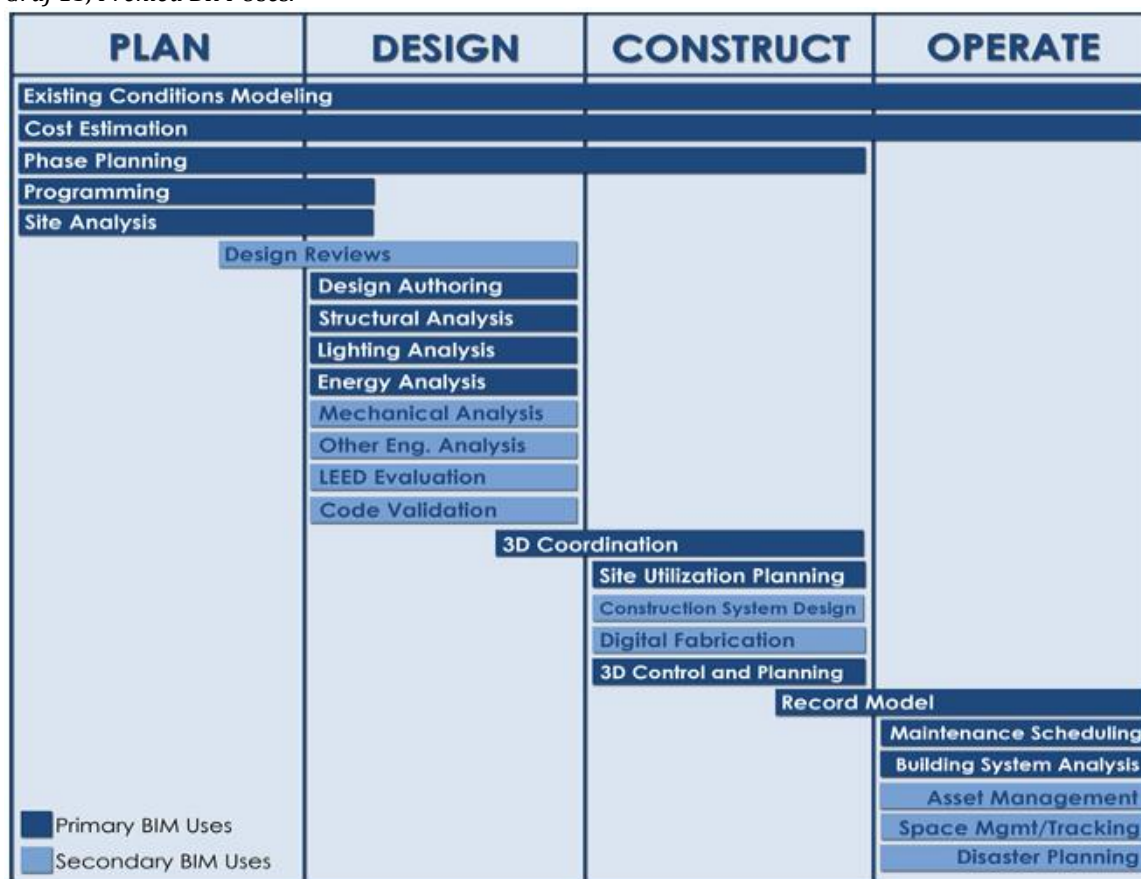 PLAN DESIGN CONSTRUCT OPERATE
Existing Conditions Modeling
Cost Estimation
Phase Planning
Programming
Site Analysis
Design Reviews
Design Authoring
Structural Analysis
Lighting Analysis
Energy Analysis
Mechanical Analysis
Other Eng. Analysis
LEED Evaluation
Code Validation
3D Coordination
Site Utilization Planning
Construction System Design
Digital Fabrication
3D Control and Planning
Record Model
Maintenance Scheduling
Building System Analysis
Asset Management
Space Mgmt/Tracking
Disaster Planning
Primary BIM Uses
Secondary BIM Uses